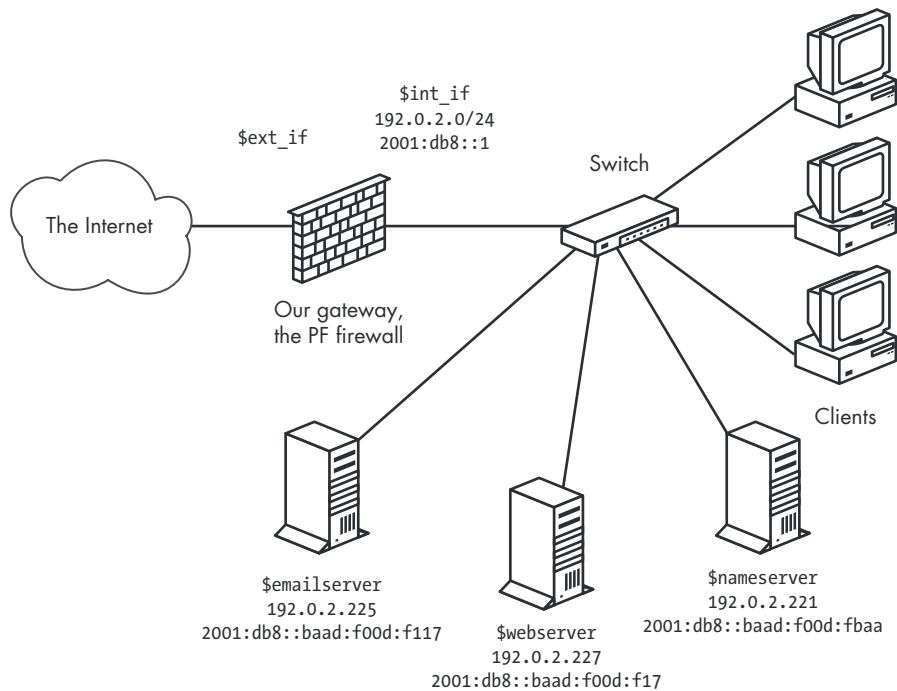 $int_if
192.0.2.0/24
2001:db8::1
$ext_if
Switch
The Internet
Our gateway,
the PF firewall
Clients
$emailserver
192.0.2.225
2001:db8::baad:f00d:f117
$webserver
192.0.2.227
2001:db8::baad:f00d:f17
$nameserver
192.0.2.221
2001:db8::baad:f00d:fbaa